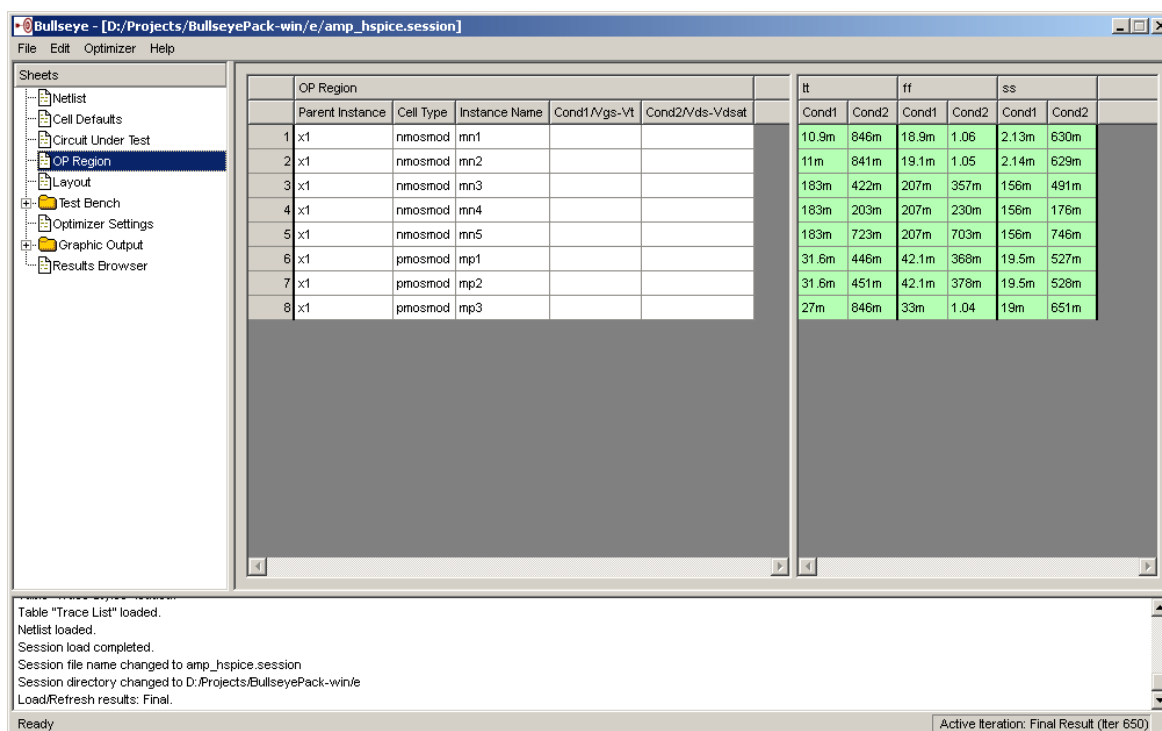 Bullseye - [D:/Projects/BullseyePack-win/e/amp_hspice.session]
File Edit Optimizer Help
Sheets
Netlist
Cell Defaults
Circuit Under Test
OP Region
Layout
Test Bench
Optimizer Settings
Graphic Output
Results Browser
OP Region tt ff ss
Parent Instance Cell Type Instance Name Cond1/Vgs-Vt Cond2/Vds-Vdsat Cond1 Cond2 Cond1 Cond2 Cond1 Cond2
1 x1 nmosmod mn1 10.9m 846m 18.9m 1.06 2.13m 630m
2 x1 nmosmod mn2 11m 841m 19.1m 1.05 2.14m 629m
3 x1 nmosmod mn3 183m 422m 207m 357m 156m 491m
4 x1 nmosmod mn4 183m 203m 207m 230m 156m 176m
5 x1 nmosmod mn5 183m 723m 207m 703m 156m 746m
6 x1 pmosmod mp1 31.6m 446m 42.1m 368m 19.5m 527m
7 x1 pmosmod mp2 31.6m 451m 42.1m 378m 19.5m 528m
8 x1 pmosmod mp3 27m 846m 33m 1.04 19m 651m
Table "Trace List" loaded.
Netlist loaded.
Session load completed.
Session file name changed to amp_hspice.session
Session directory changed to D:/Projects/BullseyePack-win/e
Load/Refresh results: Final.
Ready Active Iteration: Final Result (Iter 650)